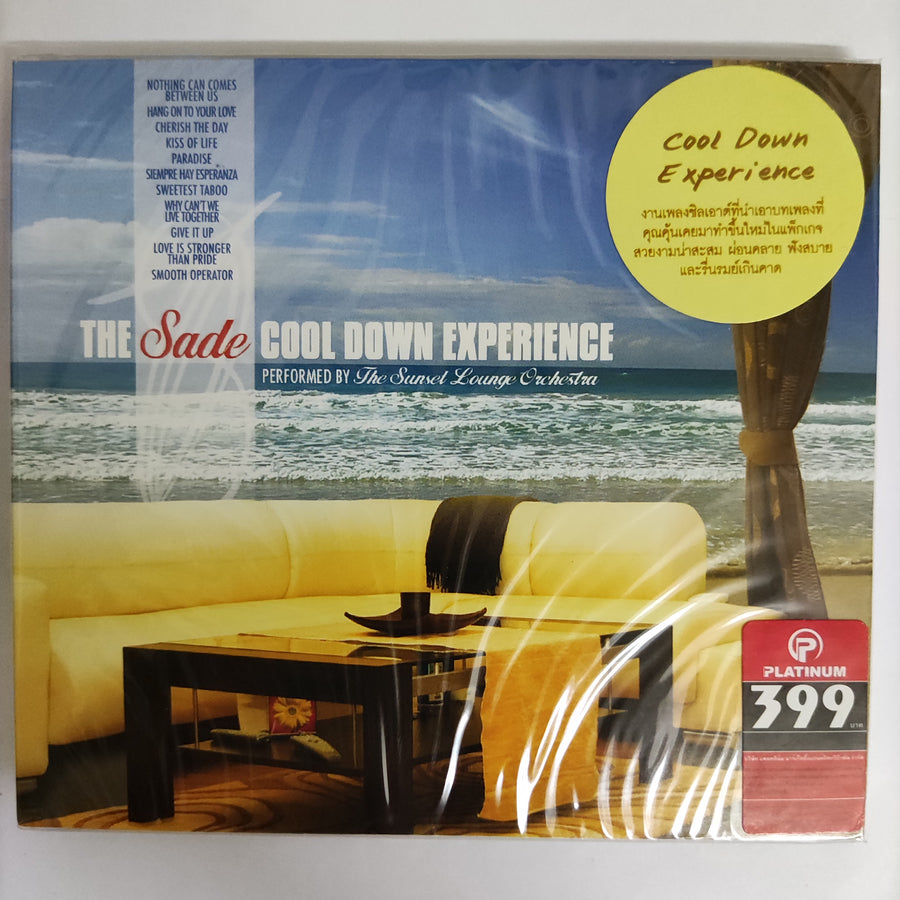 NOTHING CAN COMES
BETWEEN US
HANG ON TO YOUR LOVE
CHERISH THE DAY
KISS OF LIFE
PARADISE
SIEMPRE HAY ESPERANZA
SWEETEST TABOO
WHY CAN'T WE
LIVE TOGETHER
GIVE IT UP
LOVE IS STRONGER
THAN PRIDE
SMOOTH OPERATOR
Cool Down
Experience
งานเพลงชิลเอาต์ที่นำเอาบทเพลงที่
คุณคุ้นเคยมาทำขึ้นใหม่ในแพ็กเกจ
สวยงามน่าสะสม ผ่อนคลาย ฟังสบาย
และรื่นรมย์เกินคาด
THE Sade COOL DOWN EXPERIENCE
PERFORMED BY The Sunset Lounge Orchestra
P
PLATINUM
399
บาท